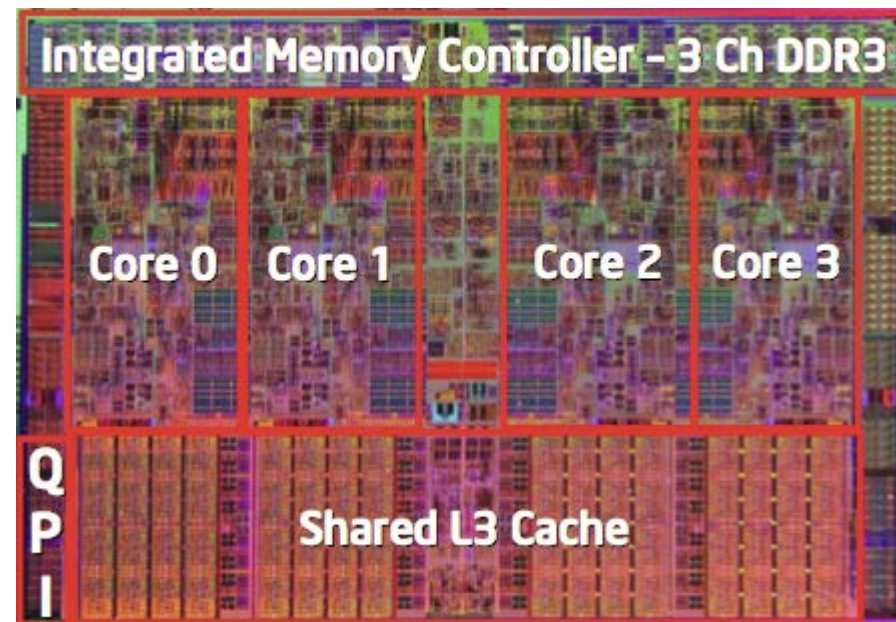 Integrated Memory Controller – 3 Ch DDR3
Core 0
Core 1
Core 2
Core 3
Q
P
I
Shared L3 Cache